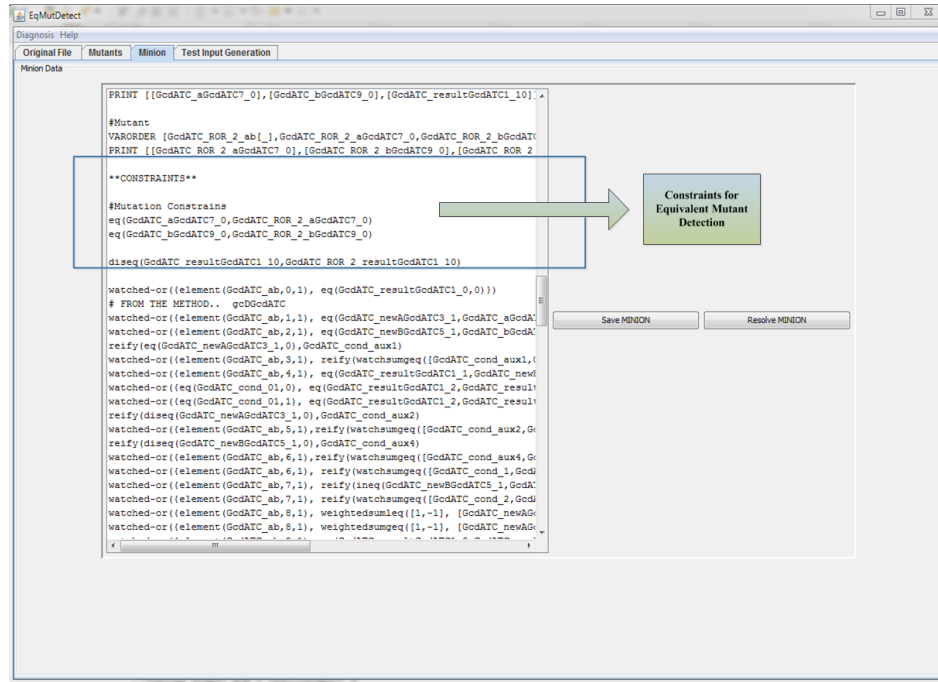 EqMutDetect
Diagnosis Help
Original File Mutants Minion Test Input Generation
Minion Data
PRINT [[GcdATC_aGcdATC7_0],[GcdATC_bGcdATC9_0],[GcdATC_resultGcdATC1_10]
#Mutant
VARORDER [GcdATC_ROR_2_ab[_],GcdATC_ROR_2_aGcdATC7_0,GcdATC_ROR_2_bGcdAT
PRINT [[GcdATC_ROR_2_aGcdATC7_0],[GcdATC_ROR_2_bGcdATC9_0],[GcdATC_ROR_2
**CONSTRAINTS**
#Mutation Constrains
eq(GcdATC_aGcdATC7_0,GcdATC_ROR_2_aGcdATC7_0)
eq(GcdATC_bGcdATC9_0,GcdATC_ROR_2_bGcdATC9_0)
diseq(GcdATC_resultGcdATC1_10,GcdATC_ROR_2_resultGcdATC1_10)
Constraints for
Equivalent Mutant
Detection
watched-or({element(GcdATC_ab,0,1), eq(GcdATC_resultGcdATC1_0,0)})
# FROM THE METHOD.. gcDGcdATC
watched-or({element(GcdATC_ab,1,1), eq(GcdATC_newAGcdATC3_1,GcdATC_aGcdA
watched-or({element(GcdATC_ab,2,1), eq(GcdATC_newBGcdATC5_1,GcdATC_bGcdA
reify(eq(GcdATC_newAGcdATC3_1,0),GcdATC_cond_aux1)
watched-or({element(GcdATC_ab,3,1), reify(watchsumgeq([GcdATC_cond_aux1,
watched-or({element(GcdATC_ab,4,1), eq(GcdATC_resultGcdATC1_1,GcdATC_new
watched-or({eq(GcdATC_cond_01,0), eq(GcdATC_resultGcdATC1_2,GcdATC_resul
watched-or({eq(GcdATC_cond_01,1), eq(GcdATC_resultGcdATC1_2,GcdATC_resul
reify(diseq(GcdATC_newAGcdATC3_1,0),GcdATC_cond_aux2)
watched-or({element(GcdATC_ab,5,1),reify(watchsumgeq([GcdATC_cond_aux2,G
reify(diseq(GcdATC_newBGcdATC5_1,0),GcdATC_cond_aux4)
watched-or({element(GcdATC_ab,6,1),reify(watchsumgeq([GcdATC_cond_aux4,G
watched-or({element(GcdATC_ab,6,1), reify(watchsumgeq([GcdATC_cond_1,Gcd
watched-or({element(GcdATC_ab,7,1), reify(ineq(GcdATC_newBGcdATC5_1,GcdA
watched-or({element(GcdATC_ab,7,1), reify(watchsumgeq([GcdATC_cond_2,Gcd
watched-or({element(GcdATC_ab,8,1), weightedsumleq([1,-1], [GcdATC_newAG
watched-or({element(GcdATC_ab,8,1), weightedsumgeq([1,-1], [GcdATC_newAG
Save MINION Resolve MINION